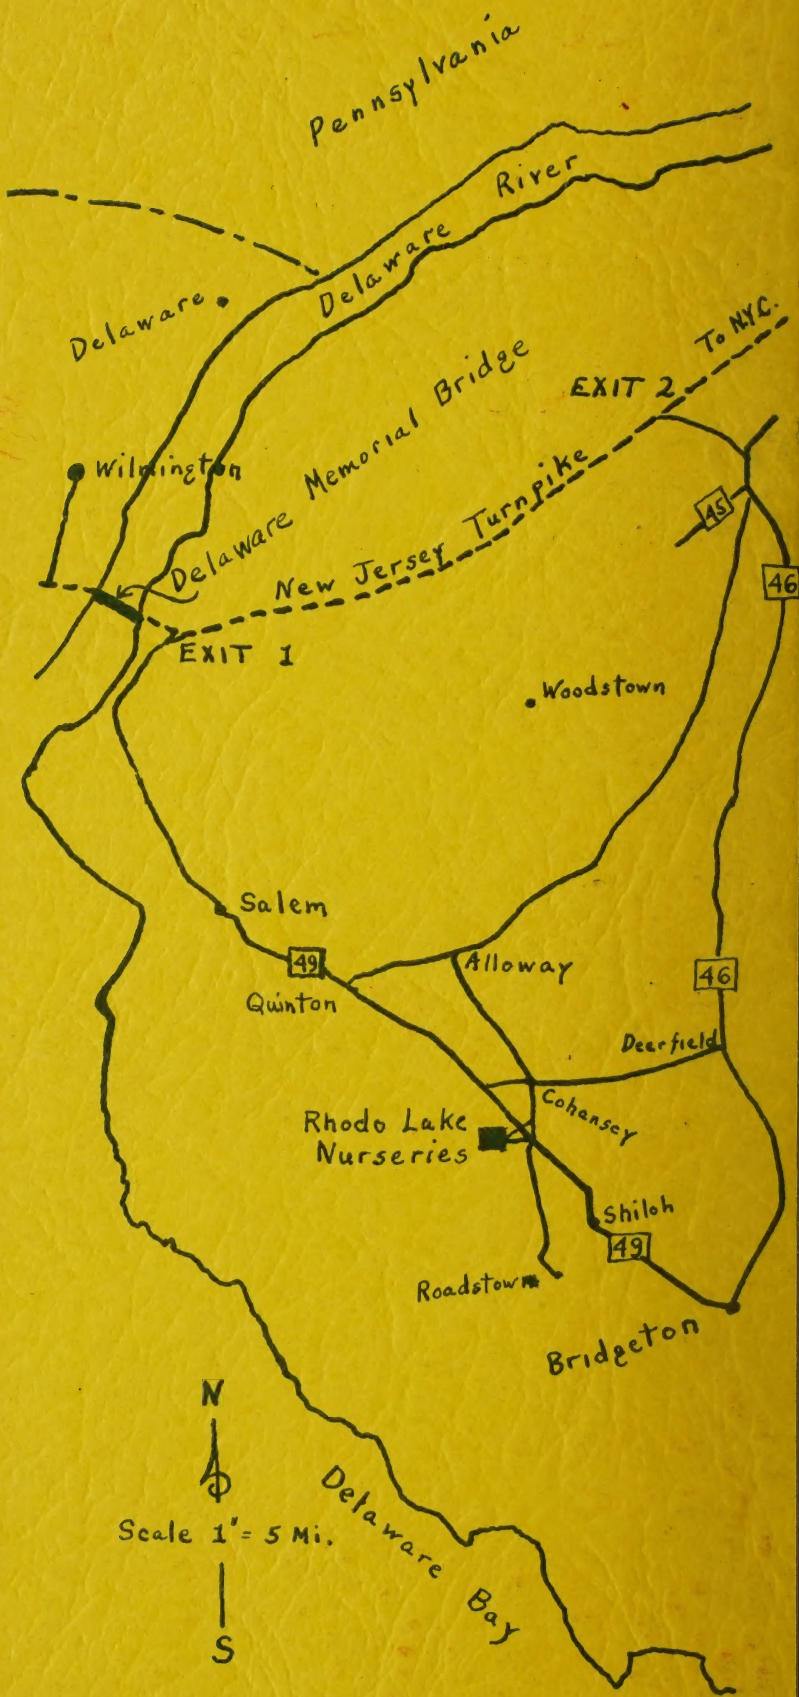 Pennsylvania
Delaware River
Delaware
To N.Y.C.
EXIT 2
Delaware Memorial Bridge
Wilmington
45
New Jersey Turnpike
46
EXIT 1
Woodstown
Salem
49
Alloway
46
Quinton
Deerfield
Cohansey
Rhodo Lake
Nurseries
Shiloh
49
Roadstown
Bridgeton
N
Delaware Bay
Scale 1"= 5 Mi.
S